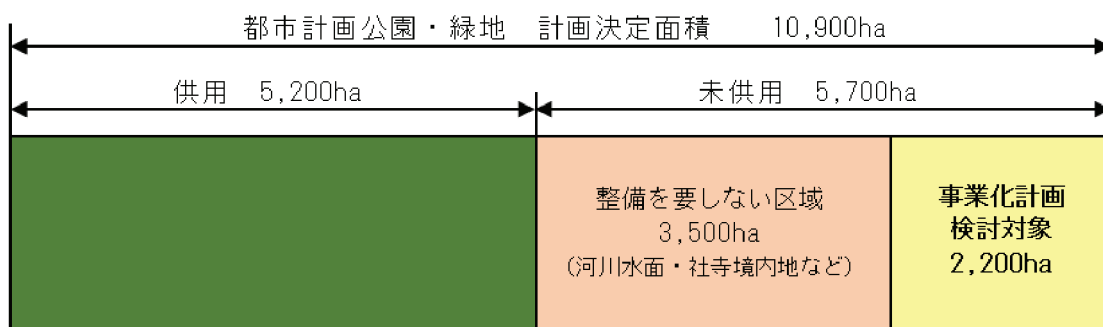 都市計画公園・緑地　計画決定面積　　10,900ha
供用　5,200ha
未供用　5,700ha
整備を要しない区域
3,500ha
（河川水面・社寺境内地など）
事業化計画
検討対象
2,200ha